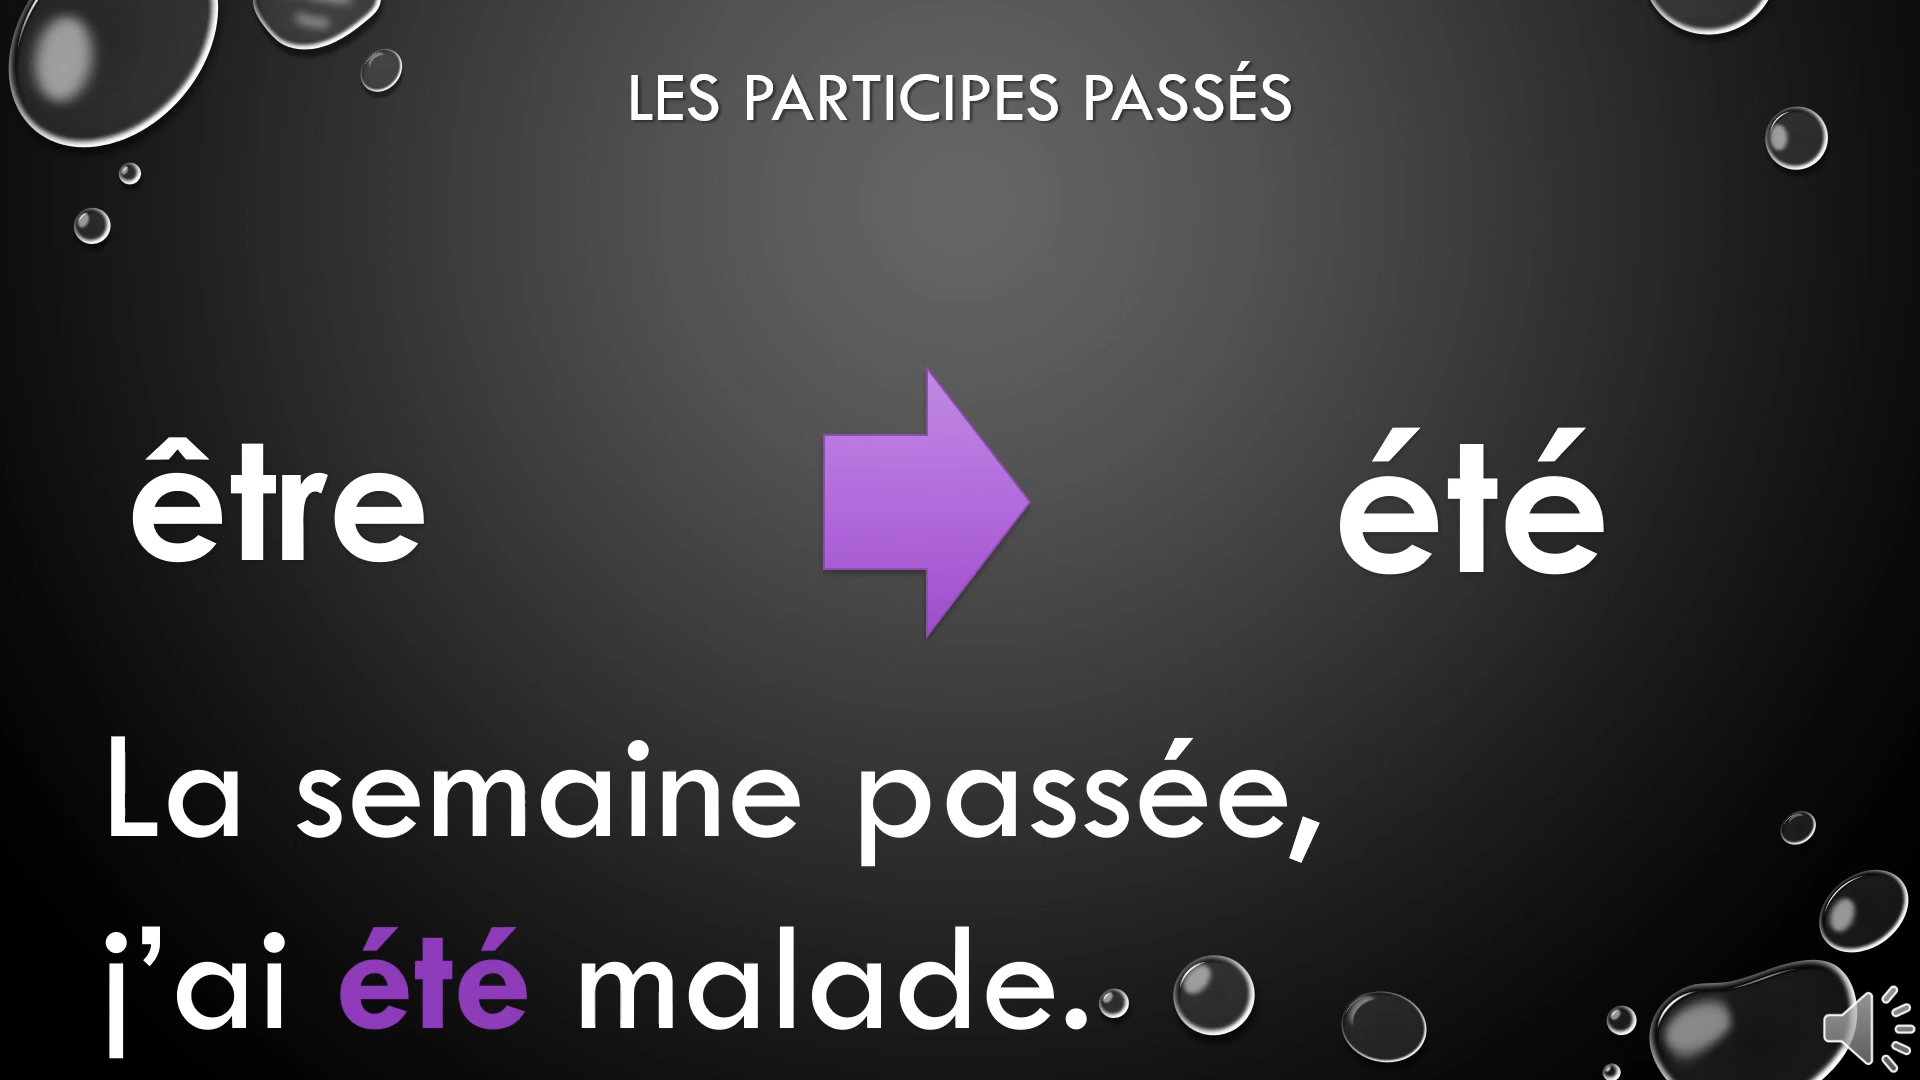 LES PARTICIPES PASSÉS
être
été
La semaine passée,
j’ai été malade.